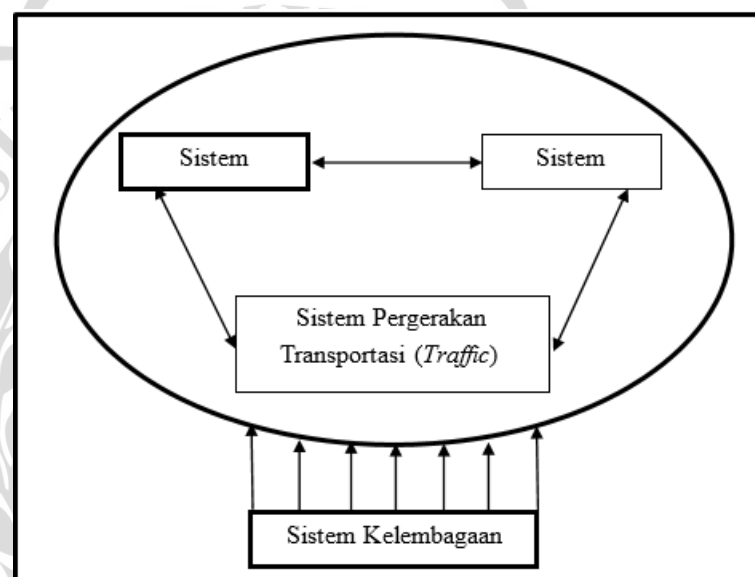 Sistem
Sistem
Sistem Pergerakan
Transportasi (Traffic)
Sistem Kelembagaan